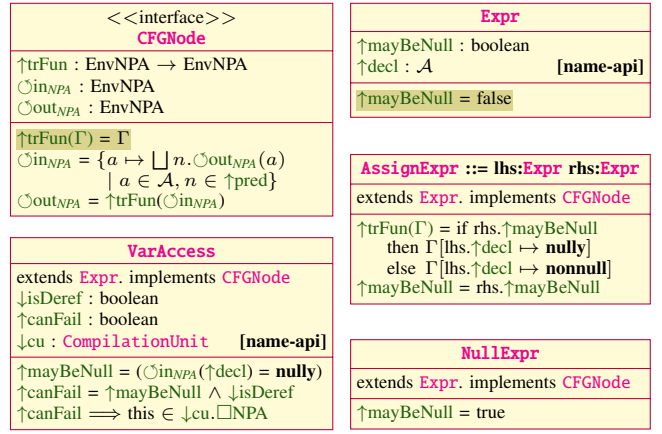 <<interface>>
CFGNode
↑trFun : EnvNPA → EnvNPA
↺in_NPA : EnvNPA
↺out_NPA : EnvNPA
↑trFun(Γ) = Γ
↺in_NPA = {a ↦ ⨆ n.↺out_NPA(a)
| a ∈ 𝒜, n ∈ ↑pred}
↺out_NPA = ↑trFun(↺in_NPA)
VarAccess
extends Expr. implements CFGNode
↓isDeref : boolean
↑canFail : boolean
↓cu : CompilationUnit [name-api]
↑mayBeNull = (↺in_NPA(↑decl) = nully)
↑canFail = ↑mayBeNull ∧ ↓isDeref
↑canFail ⟹ this ∈ ↓cu.□NPA
Expr
↑mayBeNull : boolean
↑decl : 𝒜 [name-api]
↑mayBeNull = false
AssignExpr ::= lhs:Expr rhs:Expr
extends Expr. implements CFGNode
↑trFun(Γ) = if rhs.↑mayBeNull
then Γ[lhs.↑decl ↦ nully]
else Γ[lhs.↑decl ↦ nonnull]
↑mayBeNull = rhs.↑mayBeNull
NullExpr
extends Expr. implements CFGNode
↑mayBeNull = true